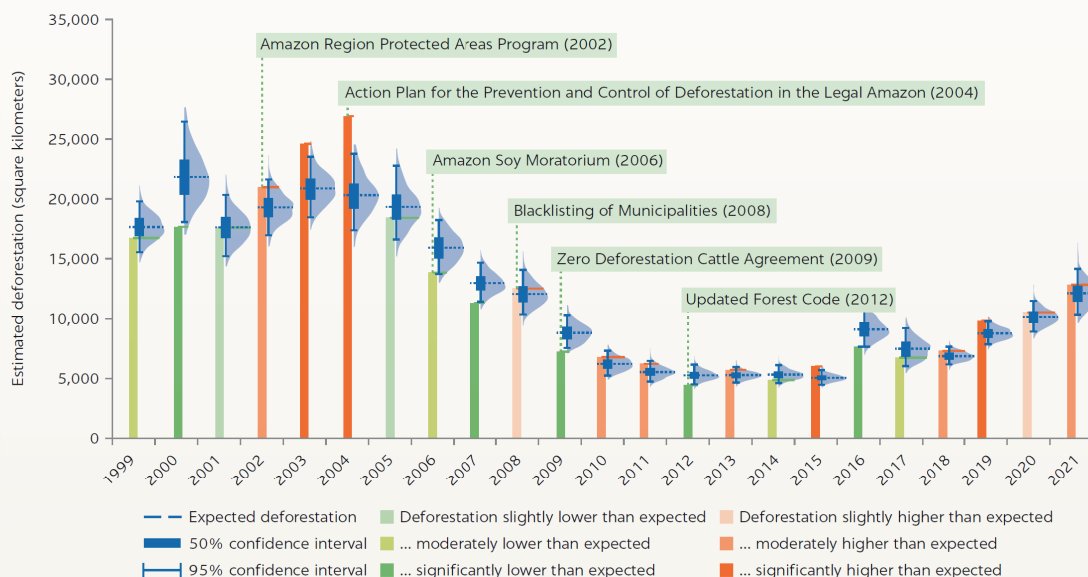 35,000
Amazon Region Protected Areas Program (2002)
30,000
Action Plan for the Prevention and Control of Deforestation in the Legal Amazon (2004)
25,000
Amazon Soy Moratorium (2006)
20,000
Blacklisting of Municipalities (2008)
Zero Deforestation Cattle Agreement (2009)
15,000
Updated Forest Code (2012)
10,000
5,000
0
Estimated deforestation (square kilometers)
1999 2000 2001 2002 2003 2004 2005 2006 2007 2008 2009 2010 2011 2012 2013 2014 2015 2016 2017 2018 2019 2020 2021
Expected deforestation Deforestation slightly lower than expected Deforestation slightly higher than expected
50% confidence interval ... moderately lower than expected ... moderately higher than expected
95% confidence interval ... significantly lower than expected ... significantly higher than expected